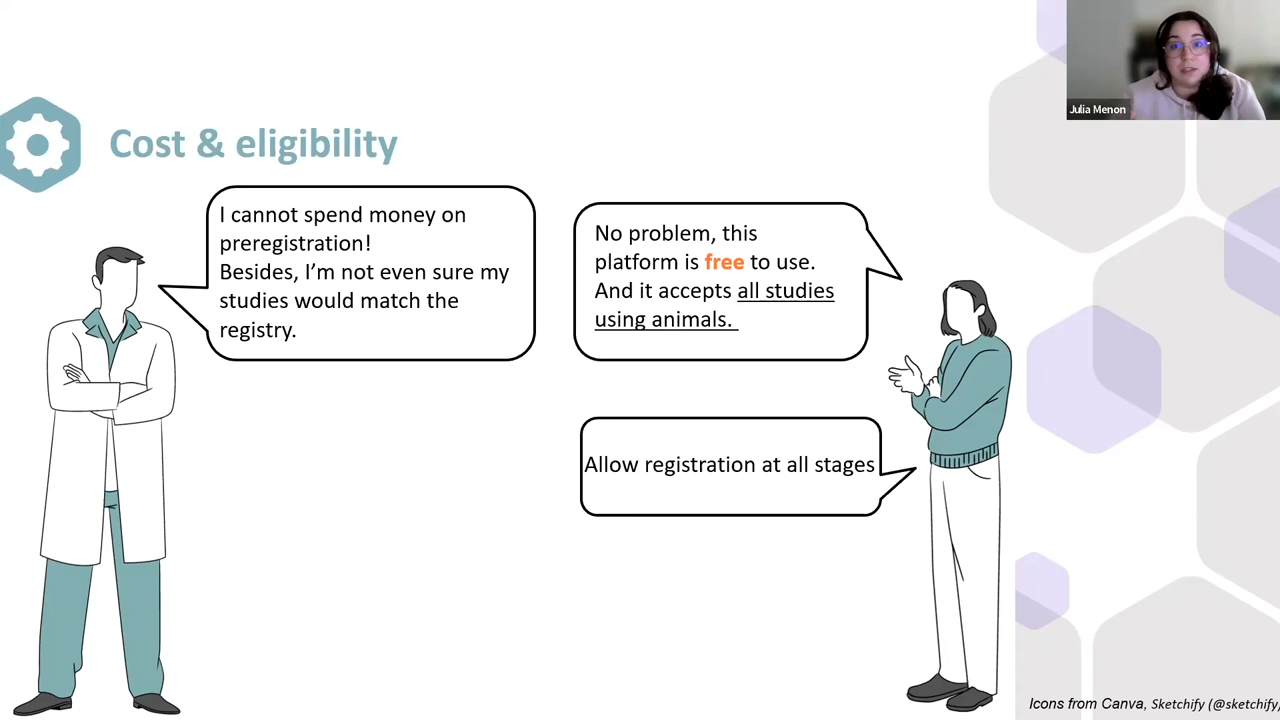 Julia Menon
Cost & eligibility
I cannot spend money on
preregistration!
Besides, I’m not even sure my
studies would match the
registry.
No problem, this
platform is free to use.
And it accepts all studies
using animals.
Allow registration at all stages
Icons from Canva, Sketchify (@sketchify)